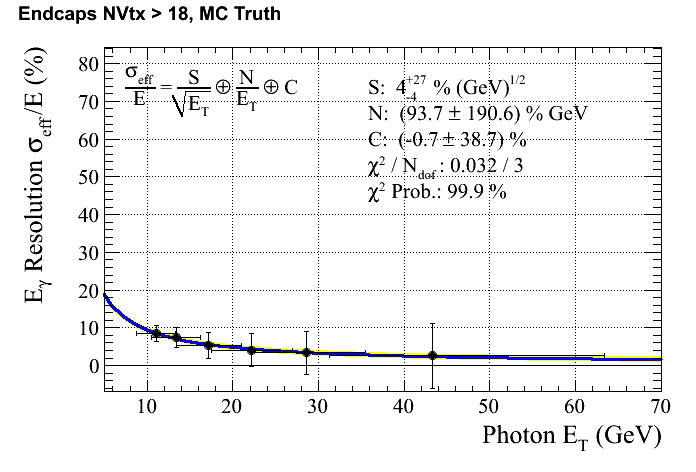 Endcaps NVtx > 18, MC Truth
σeff/E = S/√ET ⊕ N/ET ⊕ C
S: 4 +27 -4 % (GeV)^1/2
N: (93.7 ± 190.6) % GeV
C: (-0.7 ± 38.7) %
χ² / Ndof : 0.032 / 3
χ² Prob.: 99.9 %
Eγ Resolution σeff/E (%)
80
70
60
50
40
30
20
10
0
10 20 30 40 50 60 70
Photon ET (GeV)